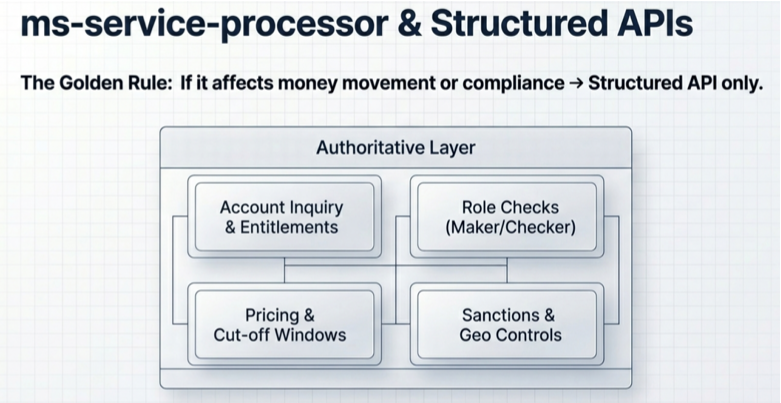 ms-service-processor & Structured APIs
The Golden Rule: If it affects money movement or compliance → Structured API only.
Authoritative Layer
Account Inquiry
& Entitlements
Role Checks
(Maker/Checker)
Pricing &
Cut-off Windows
Sanctions &
Geo Controls